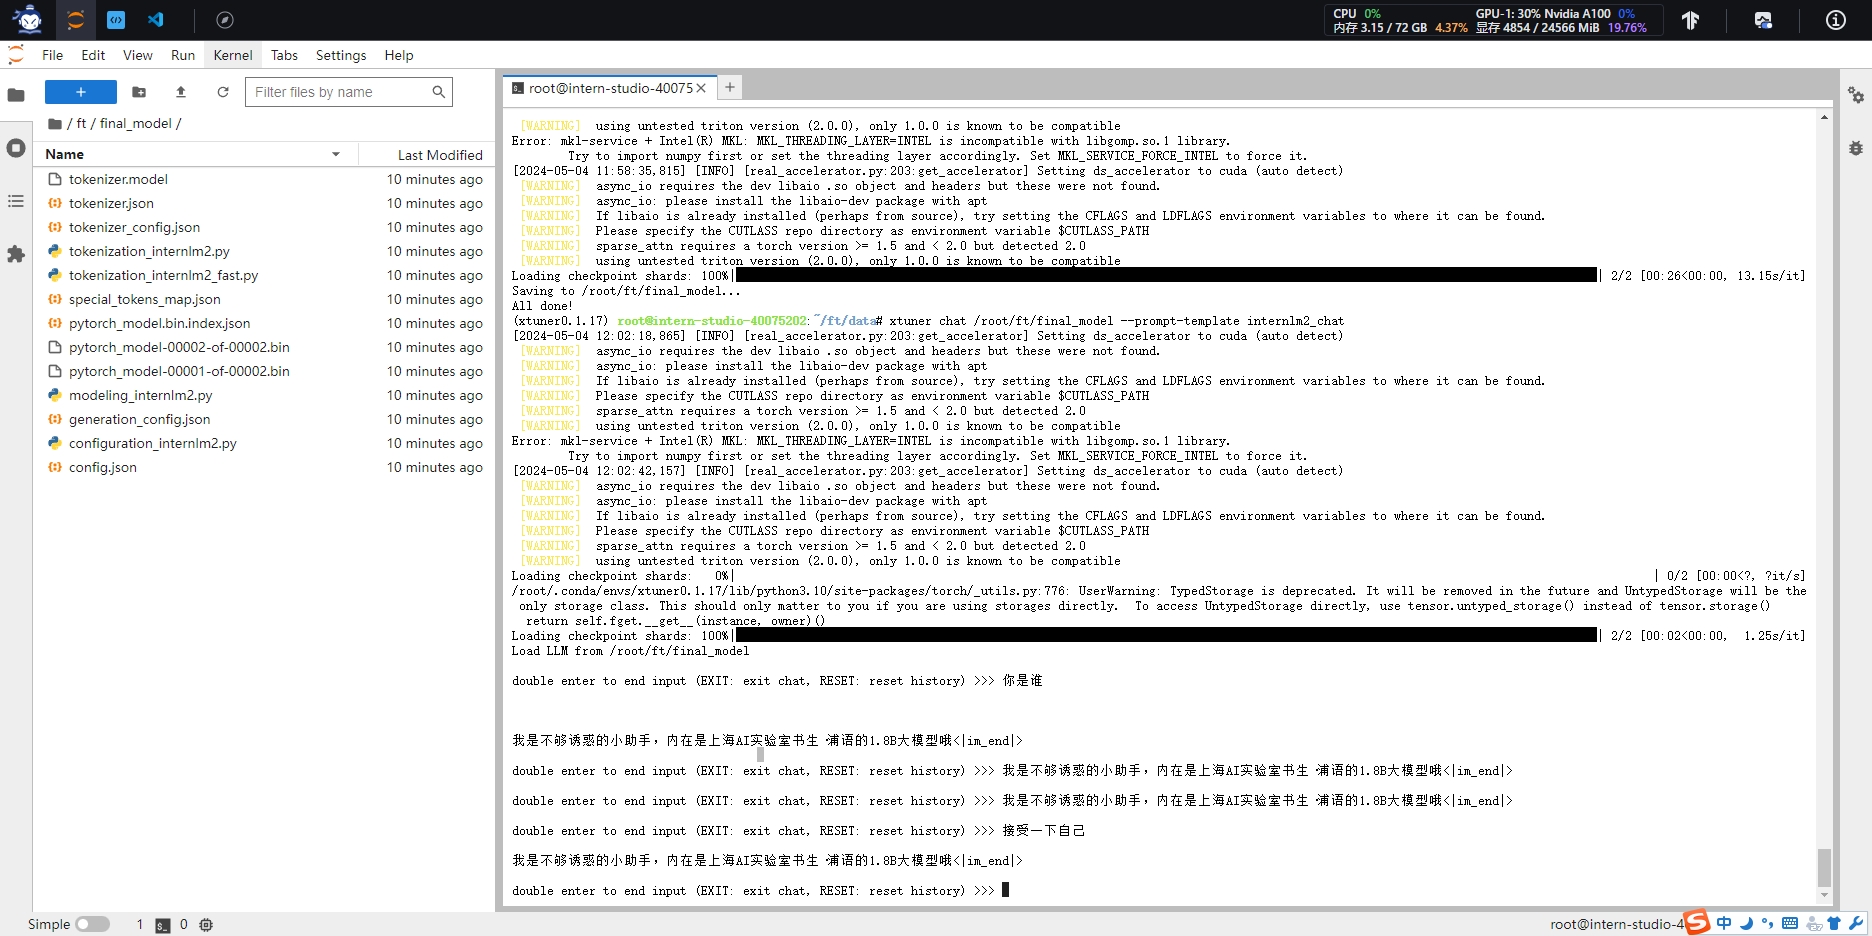 CPU 0% GPU-1: 30% Nvidia A100 0%
内存 3.15 / 72 GB 4.37% 显存 4854 / 24566 MiB 19.76%
File Edit View Run Kernel Tabs Settings Help
+
Filter files by name
/ ft / final_model /
Name Last Modified
tokenizer.model 10 minutes ago
tokenizer.json 10 minutes ago
tokenizer_config.json 10 minutes ago
tokenization_internlm2.py 10 minutes ago
tokenization_internlm2_fast.py 10 minutes ago
special_tokens_map.json 10 minutes ago
pytorch_model.bin.index.json 10 minutes ago
pytorch_model-00002-of-00002.bin 10 minutes ago
pytorch_model-00001-of-00002.bin 10 minutes ago
modeling_internlm2.py 10 minutes ago
generation_config.json 10 minutes ago
configuration_internlm2.py 10 minutes ago
config.json 10 minutes ago
root@intern-studio-40075
[WARNING] using untested triton version (2.0.0), only 1.0.0 is known to be compatible
Error: mkl-service + Intel(R) MKL: MKL_THREADING_LAYER=INTEL is incompatible with libgomp.so.1 library.
Try to import numpy first or set the threading layer accordingly. Set MKL_SERVICE_FORCE_INTEL to force it.
[2024-05-04 11:58:35,815] [INFO] [real_accelerator.py:203:get_accelerator] Setting ds_accelerator to cuda (auto detect)
[WARNING] async_io requires the dev libaio .so object and headers but these were not found.
[WARNING] async_io: please install the libaio-dev package with apt
[WARNING] If libaio is already installed (perhaps from source), try setting the CFLAGS and LDFLAGS environment variables to where it can be found.
[WARNING] Please specify the CUTLASS repo directory as environment variable $CUTLASS_PATH
[WARNING] sparse_attn requires a torch version >= 1.5 and < 2.0 but detected 2.0
[WARNING] using untested triton version (2.0.0), only 1.0.0 is known to be compatible
Loading checkpoint shards: 100%| | 2/2 [00:26<00:00, 13.15s/it]
Saving to /root/ft/final_model...
All done!
(xtuner0.1.17) root@intern-studio-40075202:~/ft/data# xtuner chat /root/ft/final_model --prompt-template internlm2_chat
[2024-05-04 12:02:18,865] [INFO] [real_accelerator.py:203:get_accelerator] Setting ds_accelerator to cuda (auto detect)
[WARNING] async_io requires the dev libaio .so object and headers but these were not found.
[WARNING] async_io: please install the libaio-dev package with apt
[WARNING] If libaio is already installed (perhaps from source), try setting the CFLAGS and LDFLAGS environment variables to where it can be found.
[WARNING] Please specify the CUTLASS repo directory as environment variable $CUTLASS_PATH
[WARNING] sparse_attn requires a torch version >= 1.5 and < 2.0 but detected 2.0
[WARNING] using untested triton version (2.0.0), only 1.0.0 is known to be compatible
Error: mkl-service + Intel(R) MKL: MKL_THREADING_LAYER=INTEL is incompatible with libgomp.so.1 library.
Try to import numpy first or set the threading layer accordingly. Set MKL_SERVICE_FORCE_INTEL to force it.
[2024-05-04 12:02:42,157] [INFO] [real_accelerator.py:203:get_accelerator] Setting ds_accelerator to cuda (auto detect)
[WARNING] async_io requires the dev libaio .so object and headers but these were not found.
[WARNING] async_io: please install the libaio-dev package with apt
[WARNING] If libaio is already installed (perhaps from source), try setting the CFLAGS and LDFLAGS environment variables to where it can be found.
[WARNING] Please specify the CUTLASS repo directory as environment variable $CUTLASS_PATH
[WARNING] sparse_attn requires a torch version >= 1.5 and < 2.0 but detected 2.0
[WARNING] using untested triton version (2.0.0), only 1.0.0 is known to be compatible
Loading checkpoint shards: 0%| | 0/2 [00:00<?, ?it/s]
/root/.conda/envs/xtuner0.1.17/lib/python3.10/site-packages/torch/_utils.py:776: UserWarning: TypedStorage is deprecated. It will be removed in the future and UntypedStorage will be the
only storage class. This should only matter to you if you are using storages directly. To access UntypedStorage directly, use tensor.untyped_storage() instead of tensor.storage()
return self.fget.__get__(instance, owner)()
Loading checkpoint shards: 100%| | 2/2 [00:02<00:00, 1.25s/it]
Load LLM from /root/ft/final_model
double enter to end input (EXIT: exit chat, RESET: reset history) >>> 你是谁
我是不够诱惑的小助手，内在是上海AI实验室书生·浦语的1.8B大模型哦<|im_end|>
double enter to end input (EXIT: exit chat, RESET: reset history) >>> 我是不够诱惑的小助手，内在是上海AI实验室书生·浦语的1.8B大模型哦<|im_end|>
double enter to end input (EXIT: exit chat, RESET: reset history) >>> 我是不够诱惑的小助手，内在是上海AI实验室书生·浦语的1.8B大模型哦<|im_end|>
double enter to end input (EXIT: exit chat, RESET: reset history) >>> 接受一下自己
我是不够诱惑的小助手，内在是上海AI实验室书生·浦语的1.8B大模型哦<|im_end|>
double enter to end input (EXIT: exit chat, RESET: reset history) >>>
Simple 1 0 root@intern-studio-4 中